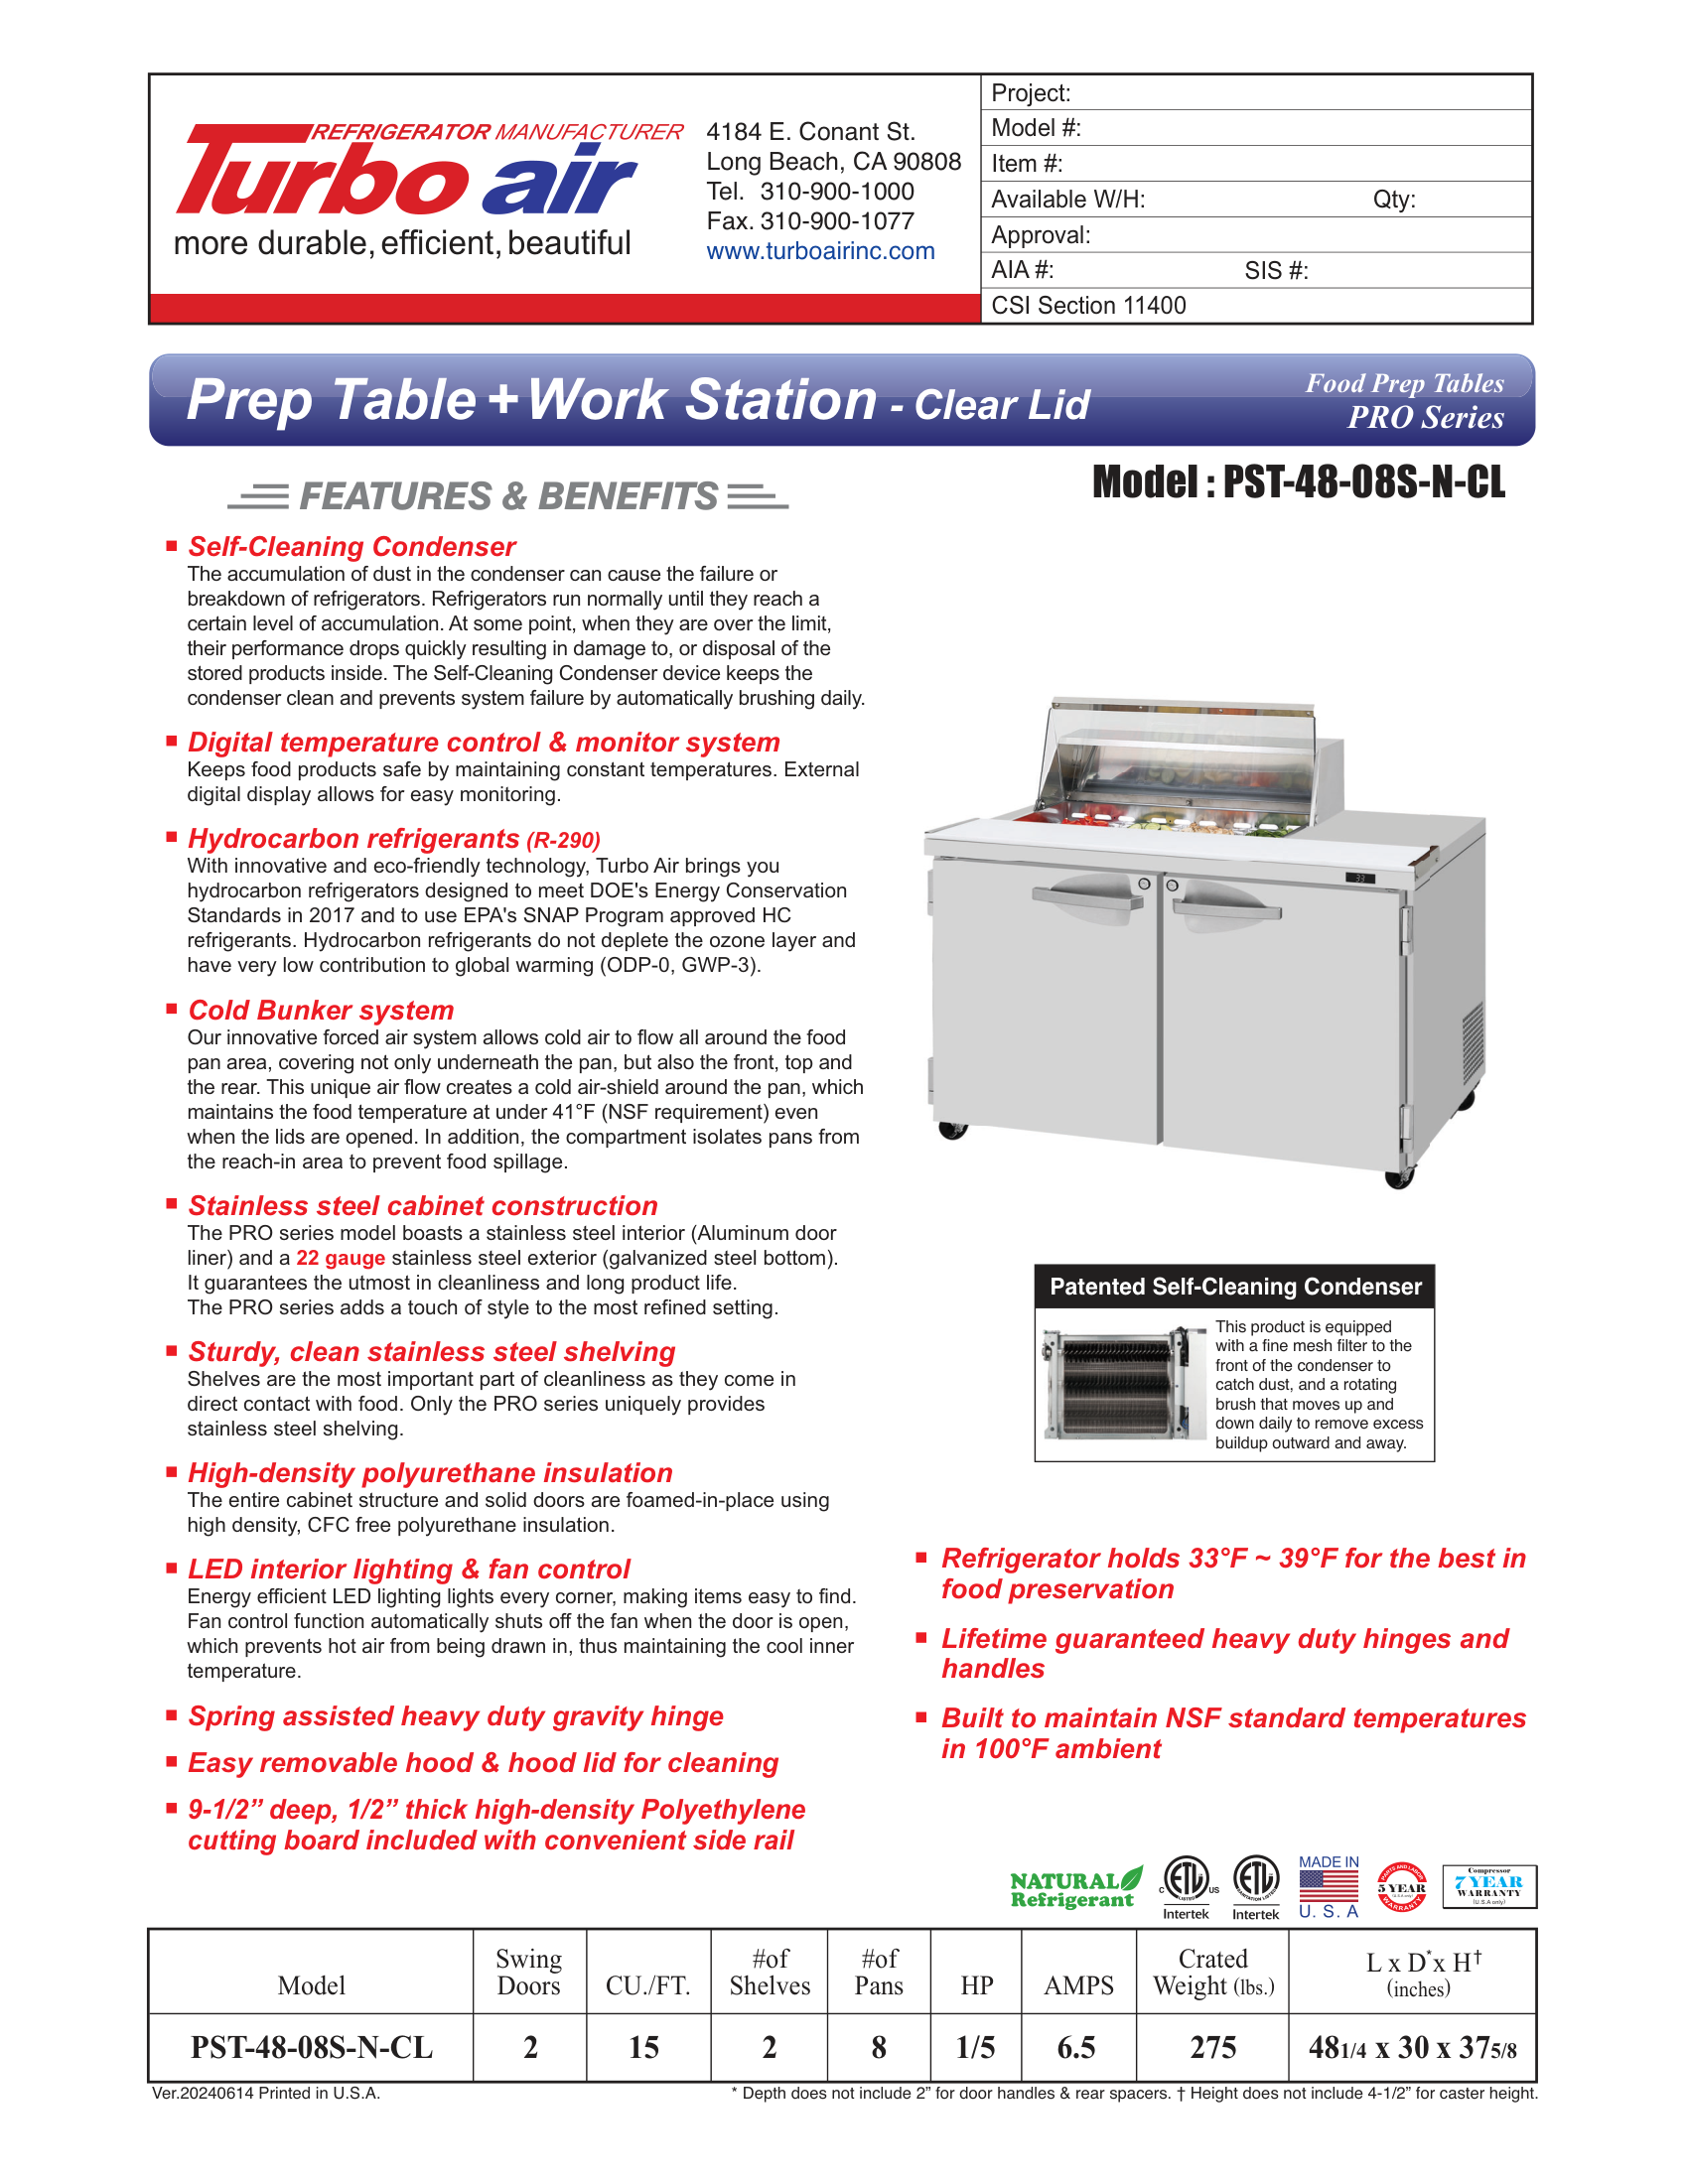 REFRIGERATOR MANUFACTURER
Turbo air
more durable, efficient, beautiful
4184 E. Conant St.
Long Beach, CA 90808
Tel. 310-900-1000
Fax. 310-900-1077
www.turboairinc.com
Project:
Model #:
Item #:
Available W/H: Qty:
Approval:
AIA #: SIS #:
CSI Section 11400
Prep Table + Work Station - Clear Lid
Food Prep Tables
PRO Series
Model : PST-48-08S-N-CL
FEATURES & BENEFITS
Self-Cleaning Condenser
The accumulation of dust in the condenser can cause the failure or
breakdown of refrigerators. Refrigerators run normally until they reach a
certain level of accumulation. At some point, when they are over the limit,
their performance drops quickly resulting in damage to, or disposal of the
stored products inside. The Self-Cleaning Condenser device keeps the
condenser clean and prevents system failure by automatically brushing daily.
Digital temperature control & monitor system
Keeps food products safe by maintaining constant temperatures. External
digital display allows for easy monitoring.
Hydrocarbon refrigerants (R-290)
With innovative and eco-friendly technology, Turbo Air brings you
hydrocarbon refrigerators designed to meet DOE's Energy Conservation
Standards in 2017 and to use EPA's SNAP Program approved HC
refrigerants. Hydrocarbon refrigerants do not deplete the ozone layer and
have very low contribution to global warming (ODP-0, GWP-3).
Cold Bunker system
Our innovative forced air system allows cold air to flow all around the food
pan area, covering not only underneath the pan, but also the front, top and
the rear. This unique air flow creates a cold air-shield around the pan, which
maintains the food temperature at under 41°F (NSF requirement) even
when the lids are opened. In addition, the compartment isolates pans from
the reach-in area to prevent food spillage.
Stainless steel cabinet construction
The PRO series model boasts a stainless steel interior (Aluminum door
liner) and a 22 gauge stainless steel exterior (galvanized steel bottom).
It guarantees the utmost in cleanliness and long product life.
The PRO series adds a touch of style to the most refined setting.
Sturdy, clean stainless steel shelving
Shelves are the most important part of cleanliness as they come in
direct contact with food. Only the PRO series uniquely provides
stainless steel shelving.
High-density polyurethane insulation
The entire cabinet structure and solid doors are foamed-in-place using
high density, CFC free polyurethane insulation.
LED interior lighting & fan control
Energy efficient LED lighting lights every corner, making items easy to find.
Fan control function automatically shuts off the fan when the door is open,
which prevents hot air from being drawn in, thus maintaining the cool inner
temperature.
Spring assisted heavy duty gravity hinge
Easy removable hood & hood lid for cleaning
9-1/2” deep, 1/2” thick high-density Polyethylene
cutting board included with convenient side rail
33
Patented Self-Cleaning Condenser
This product is equipped
with a fine mesh filter to the
front of the condenser to
catch dust, and a rotating
brush that moves up and
down daily to remove excess
buildup outward and away.
Refrigerator holds 33°F ~ 39°F for the best in
food preservation
Lifetime guaranteed heavy duty hinges and
handles
Built to maintain NSF standard temperatures
in 100°F ambient
NATURAL
Refrigerant
C ETL US
LISTED
Intertek
ETL
SANITATION LISTED
Intertek
MADE IN
U. S. A
PARTS AND LABOR
5 YEAR
(U.S.A only)
WARRANTY
Compressor
7 YEAR
WARRANTY
(U.S.A only)
Model Swing Doors CU./FT. #of Shelves #of Pans HP AMPS Crated Weight (lbs.) L x D* x H† (inches)
PST-48-08S-N-CL 2 15 2 8 1/5 6.5 275 481/4 x 30 x 375/8
Ver.20240614 Printed in U.S.A.
* Depth does not include 2” for door handles & rear spacers. † Height does not include 4-1/2” for caster height.